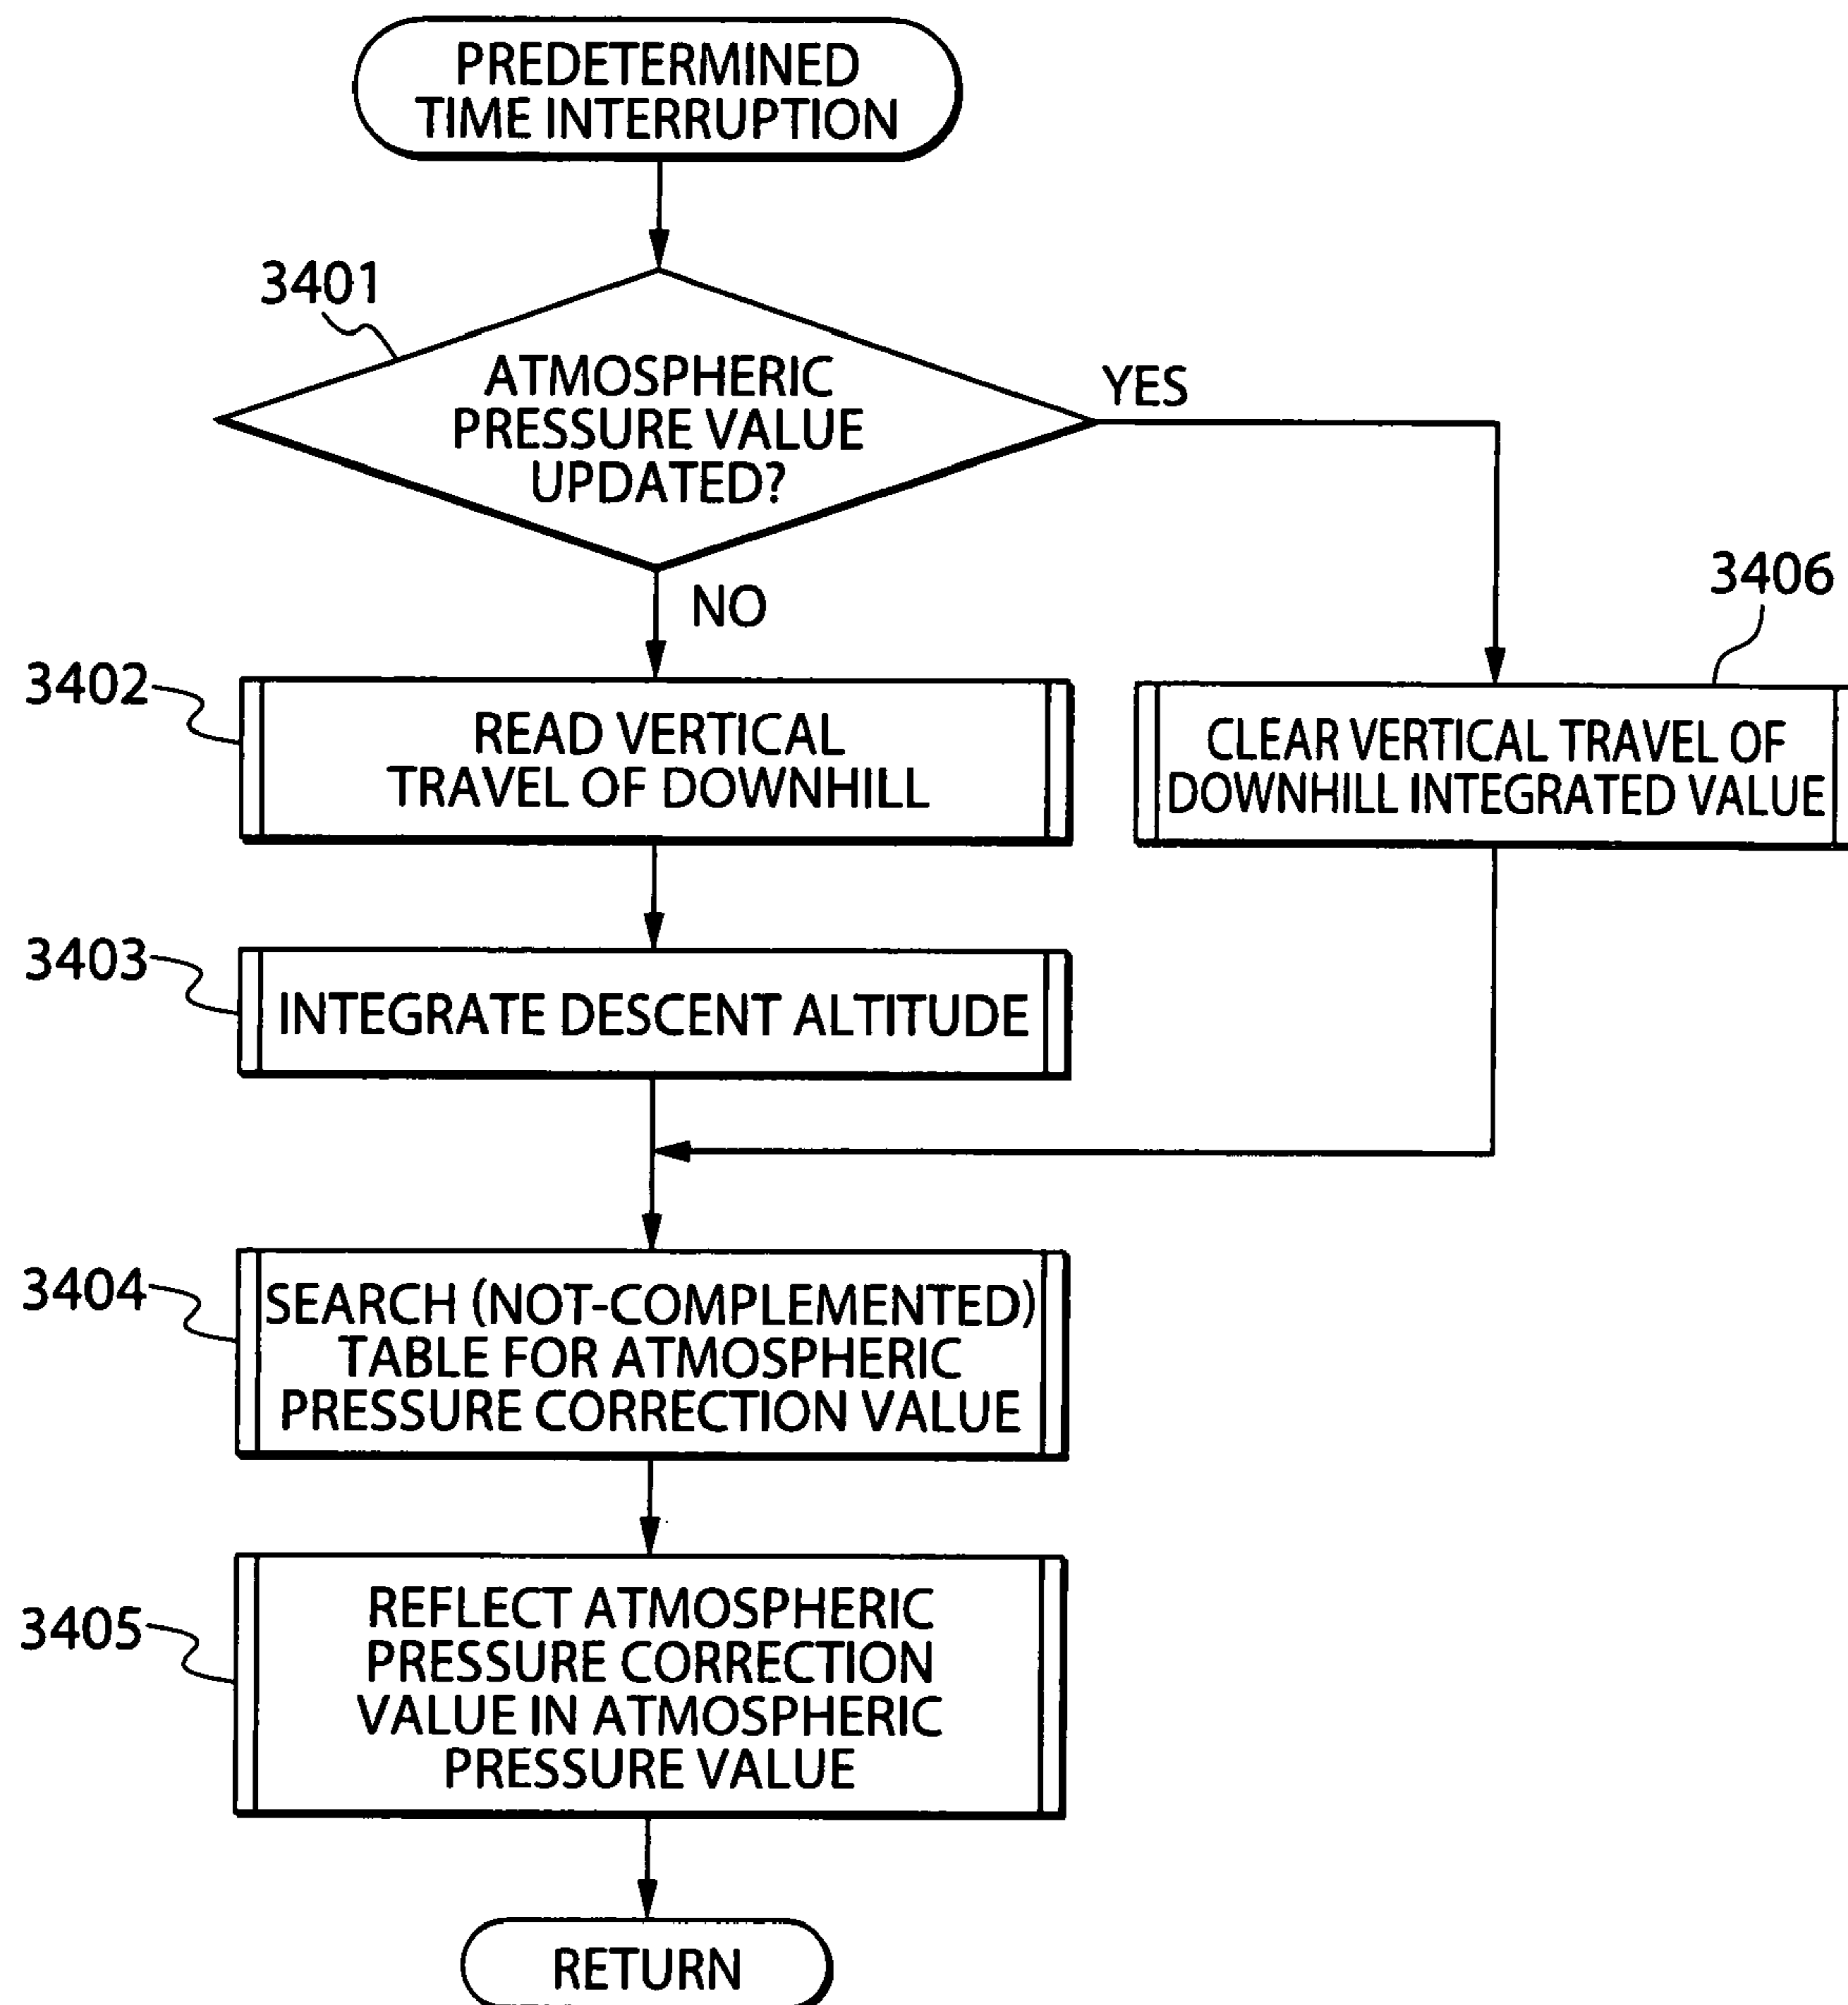 PREDETERMINED
TIME INTERRUPTION
3401
ATMOSPHERIC
PRESSURE VALUE
UPDATED?
YES
NO
3406
3402
READ VERTICAL
TRAVEL OF DOWNHILL
CLEAR VERTICAL TRAVEL OF
DOWNHILL INTEGRATED VALUE
3403
INTEGRATE DESCENT ALTITUDE
3404
SEARCH (NOT-COMPLEMENTED)
TABLE FOR ATMOSPHERIC
PRESSURE CORRECTION VALUE
3405
REFLECT ATMOSPHERIC
PRESSURE CORRECTION
VALUE IN ATMOSPHERIC
PRESSURE VALUE
RETURN